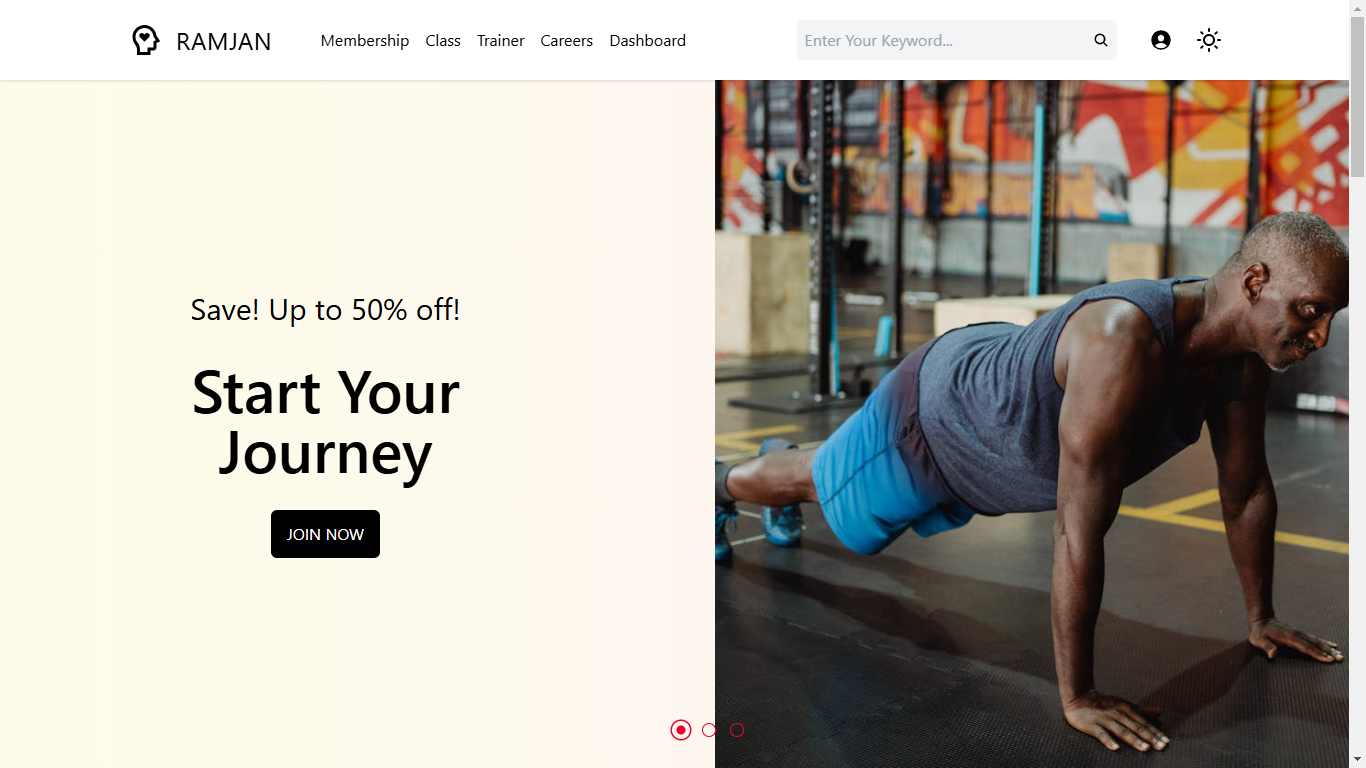 RAMJAN
Membership Class Trainer Careers Dashboard
Enter Your Keyword...
Save! Up to 50% off!
Start Your
Journey
JOIN NOW